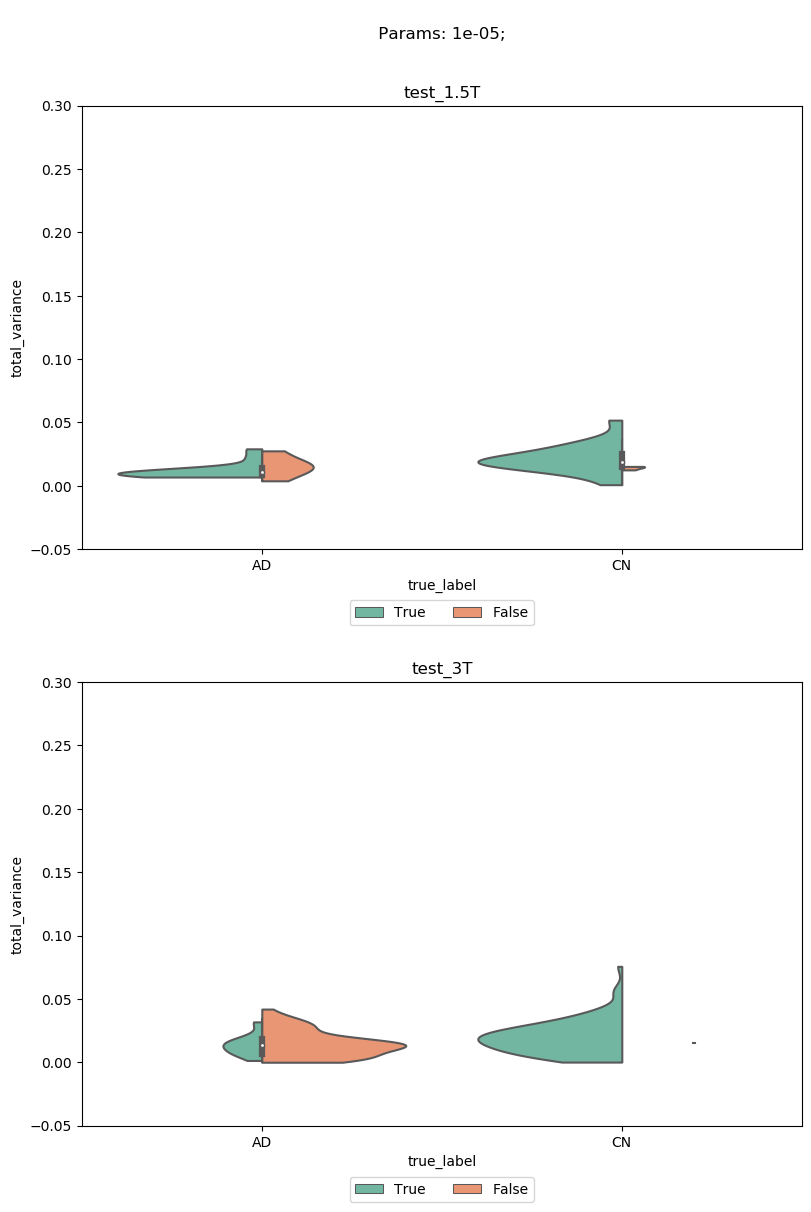 Params: 1e-05;
test_1.5T
0.30
0.25
0.20
0.15
0.10
0.05
0.00
−0.05
total_variance
AD CN
true_label
True False
test_3T
0.30
0.25
0.20
0.15
0.10
0.05
0.00
−0.05
total_variance
AD CN
true_label
True False